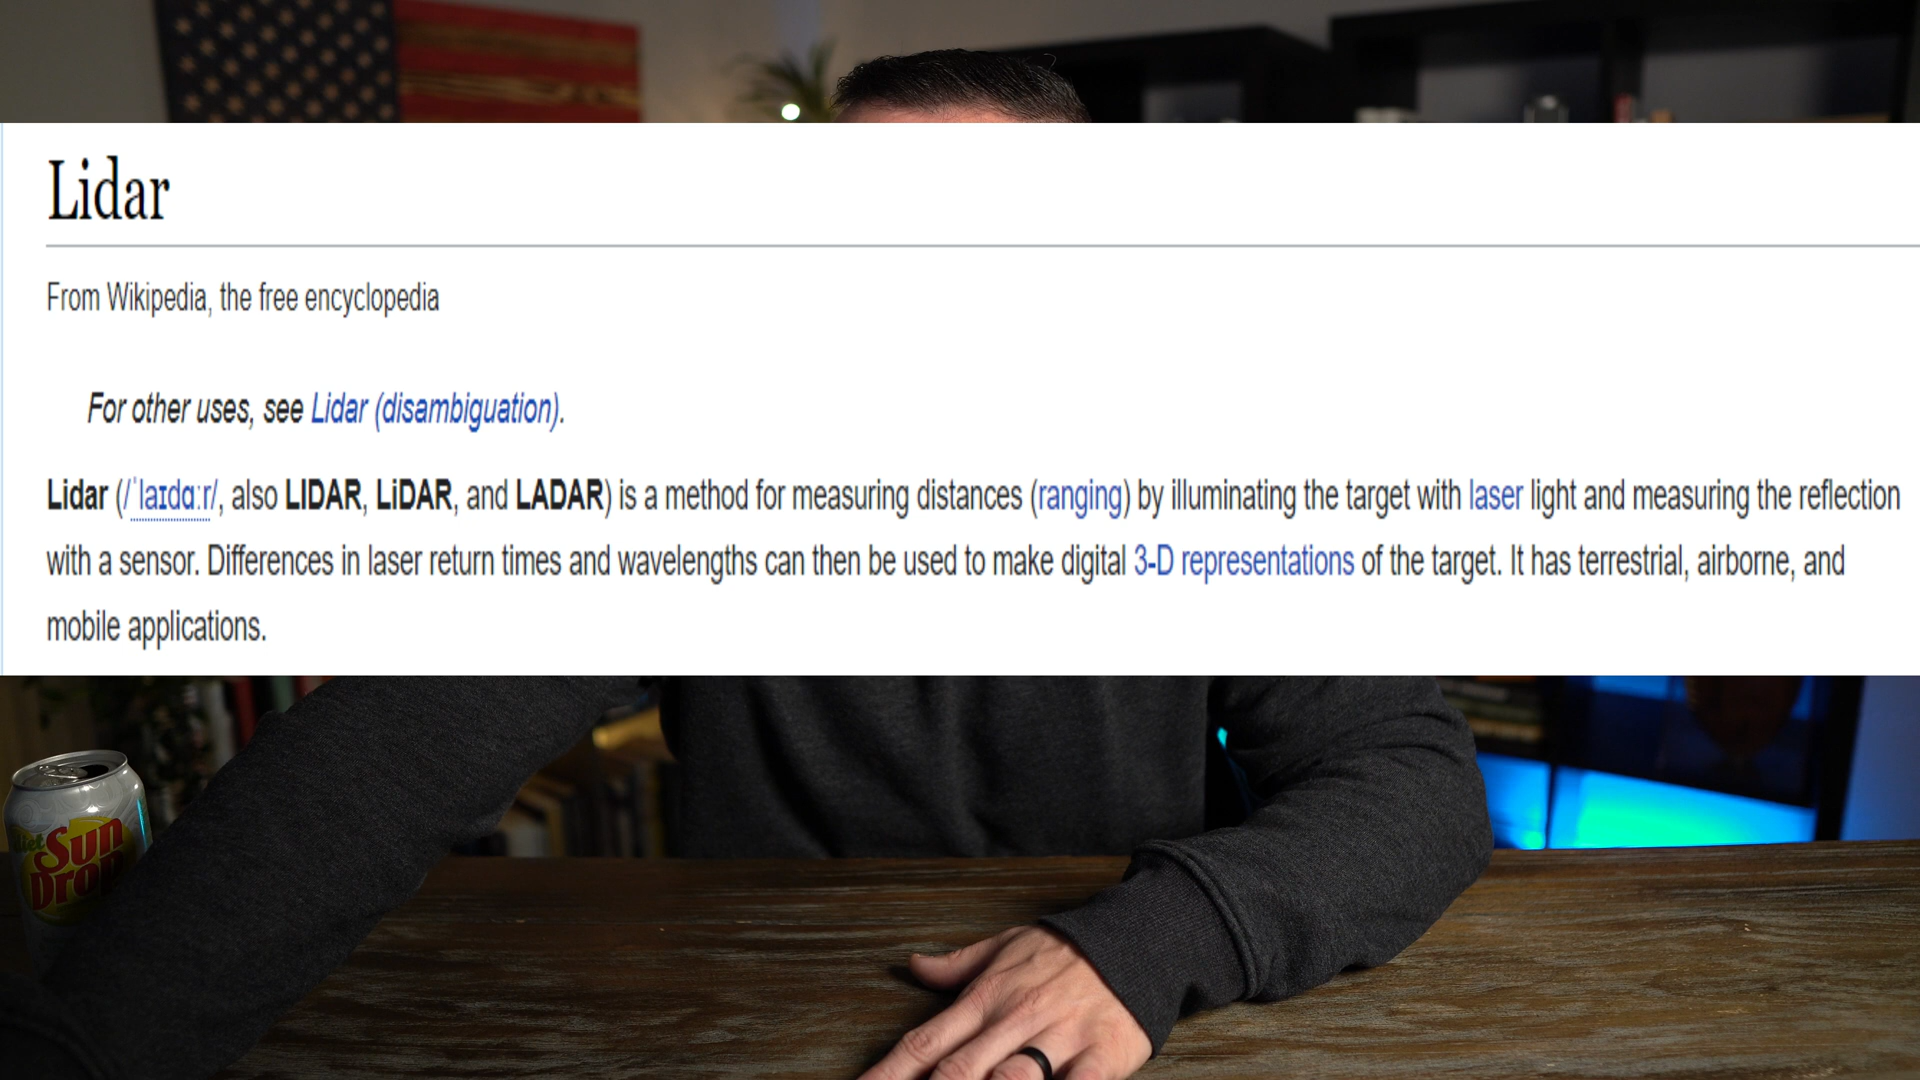 Lidar
From Wikipedia, the free encyclopedia
For other uses, see Lidar (disambiguation).
Lidar (/ˈlaɪdɑːr/, also LIDAR, LiDAR, and LADAR) is a method for measuring distances (ranging) by illuminating the target with laser light and measuring the reflection
with a sensor. Differences in laser return times and wavelengths can then be used to make digital 3-D representations of the target. It has terrestrial, airborne, and
mobile applications.
diet
Sun
Drop